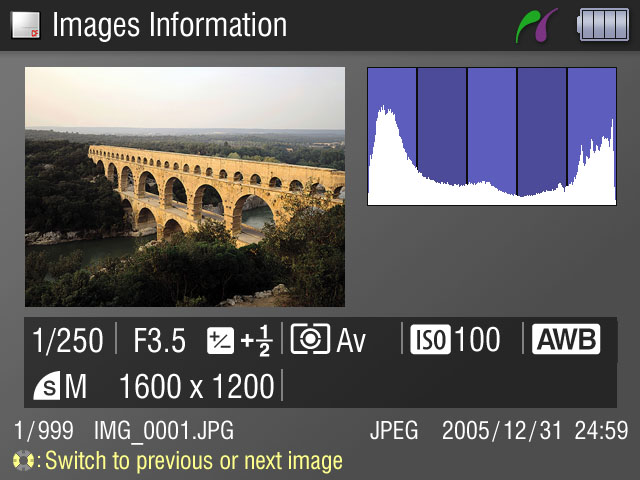 CF
Images Information
1/250 F3.5 +1/2 Av ISO 100 AWB
S M 1600 x 1200
1/999 IMG_0001.JPG JPEG 2005/12/31 24:59
: Switch to previous or next image